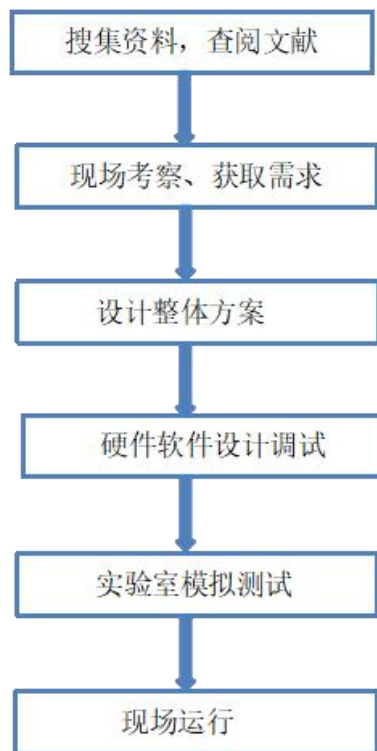 搜集资料，查阅文献
现场考察、获取需求
设计整体方案
硬件软件设计调试
实验室模拟测试
现场运行